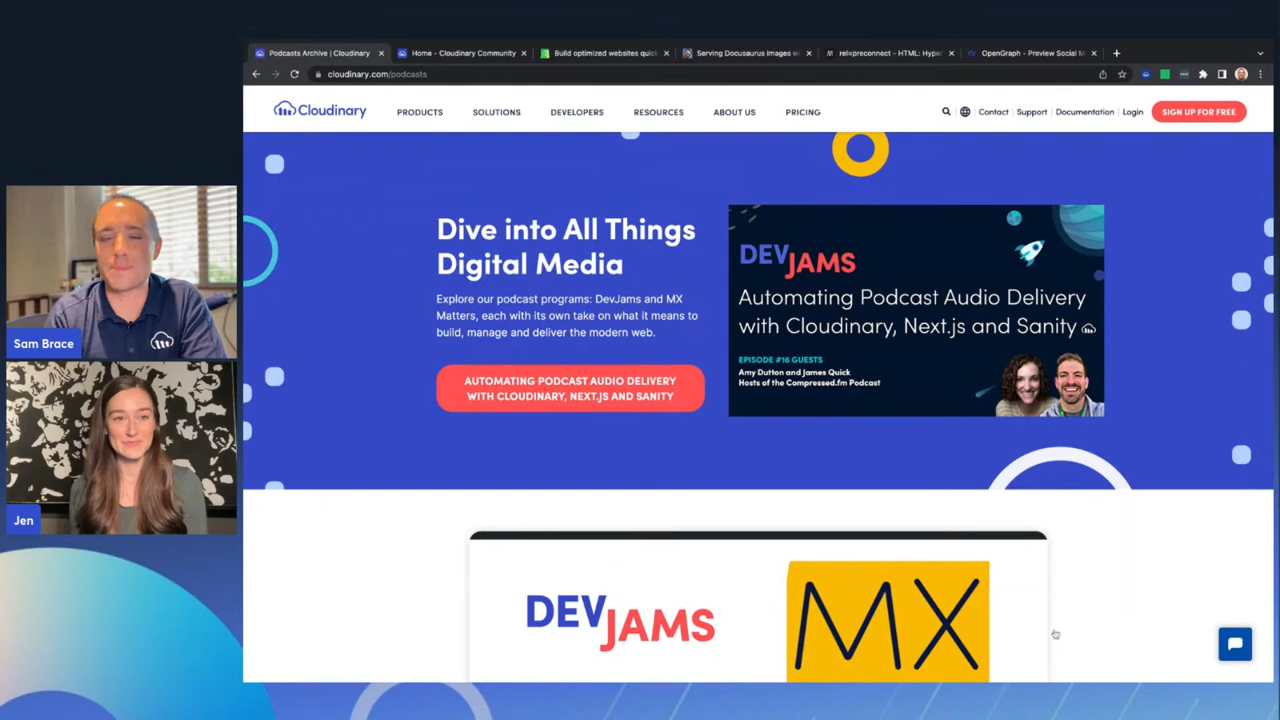 Podcasts Archive | Cloudinary
Home - Cloudinary Community
Build optimized websites quic
Serving Docusaurus images w
rel=preconnect - HTML: Hyper
OpenGraph - Preview Social M
cloudinary.com/podcasts
Cloudinary
PRODUCTS
SOLUTIONS
DEVELOPERS
RESOURCES
ABOUT US
PRICING
Contact
Support
Documentation
Login
SIGN UP FOR FREE
Dive into All Things
Digital Media
Explore our podcast programs: DevJams and MX
Matters, each with its own take on what it means to
build, manage and deliver the modern web.
AUTOMATING PODCAST AUDIO DELIVERY
WITH CLOUDINARY, NEXT.JS AND SANITY
DEVJAMS
Automating Podcast Audio Delivery
with Cloudinary, Next.js and Sanity
EPISODE #16 GUESTS
Amy Dutton and James Quick
Hosts of the Compressed.fm Podcast
Sam Brace
Jen
DEVJAMS
MX